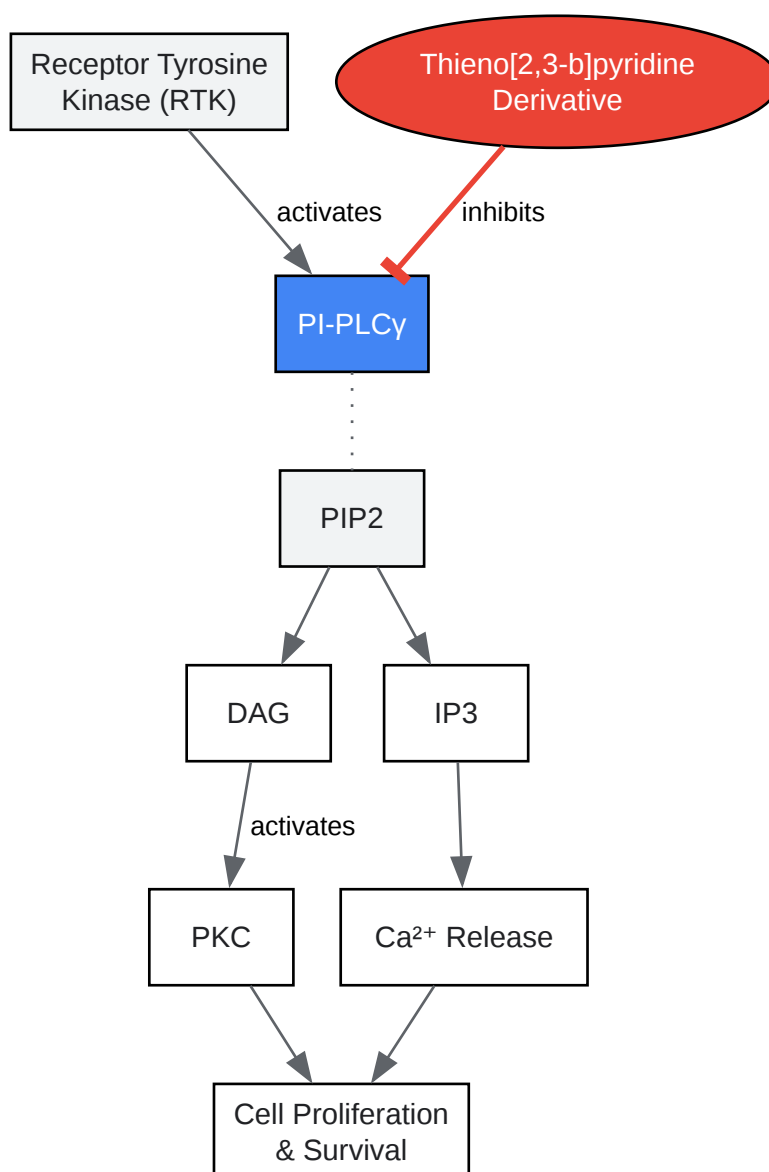 Receptor Tyrosine
Kinase (RTK)
Thieno[2,3-b]pyridine
Derivative
activates
inhibits
PI-PLCγ
PIP2
DAG
IP3
activates
PKC
Ca²⁺ Release
Cell Proliferation
& Survival